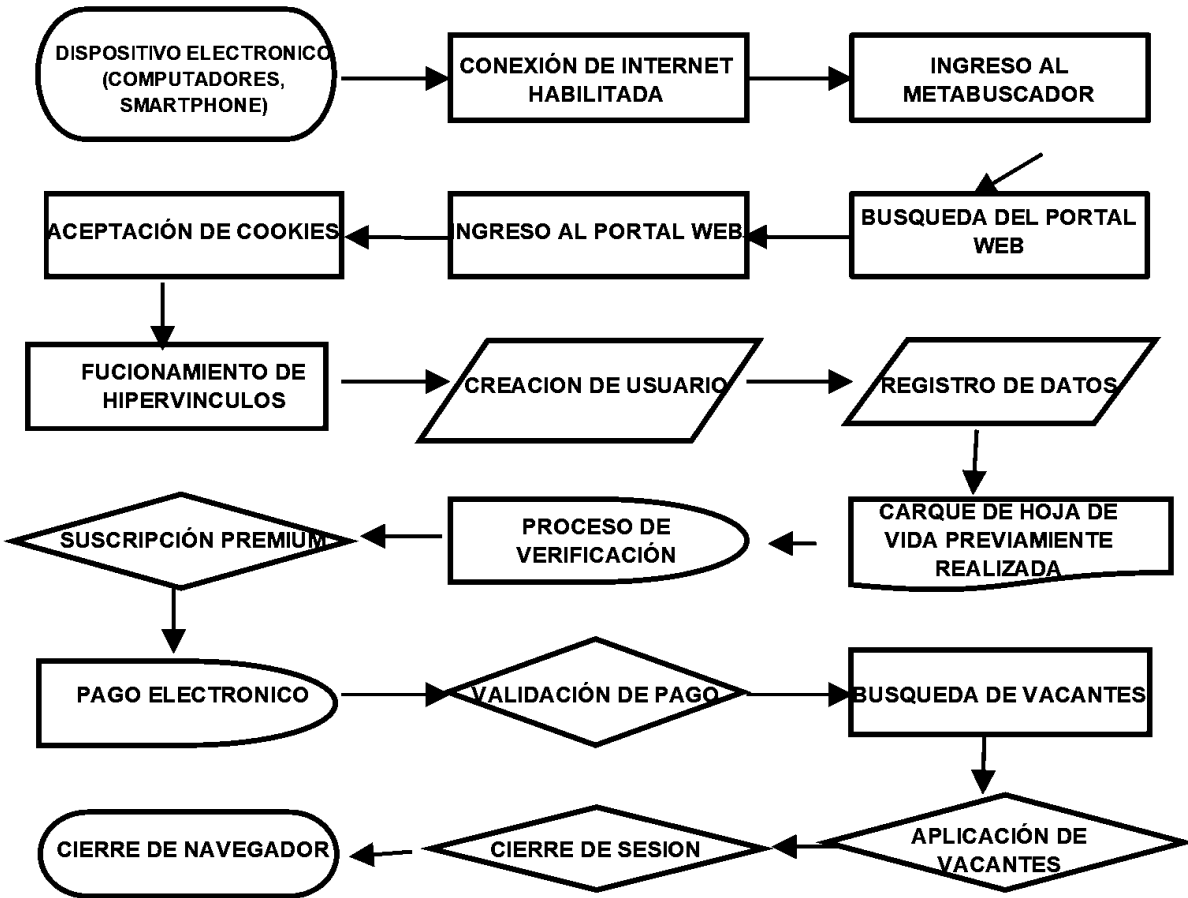 DISPOSITIVO ELECTRONICO
(COMPUTADORES,
SMARTPHONE)
CONEXIÓN DE INTERNET
HABILITADA
INGRESO AL
METABUSCADOR
BUSQUEDA DEL PORTAL
WEB
INGRESO AL PORTAL WEB
ACEPTACIÓN DE COOKIES
FUCIONAMIENTO DE
HIPERVINCULOS
CREACION DE USUARIO
REGISTRO DE DATOS
CARQUE DE HOJA DE
VIDA PREVIAMIENTE
REALIZADA
PROCESO DE
VERIFICACIÓN
SUSCRIPCIÓN PREMIUM
PAGO ELECTRONICO
VALIDACIÓN DE PAGO
BUSQUEDA DE VACANTES
APLICACIÓN DE
VACANTES
CIERRE DE SESION
CIERRE DE NAVEGADOR